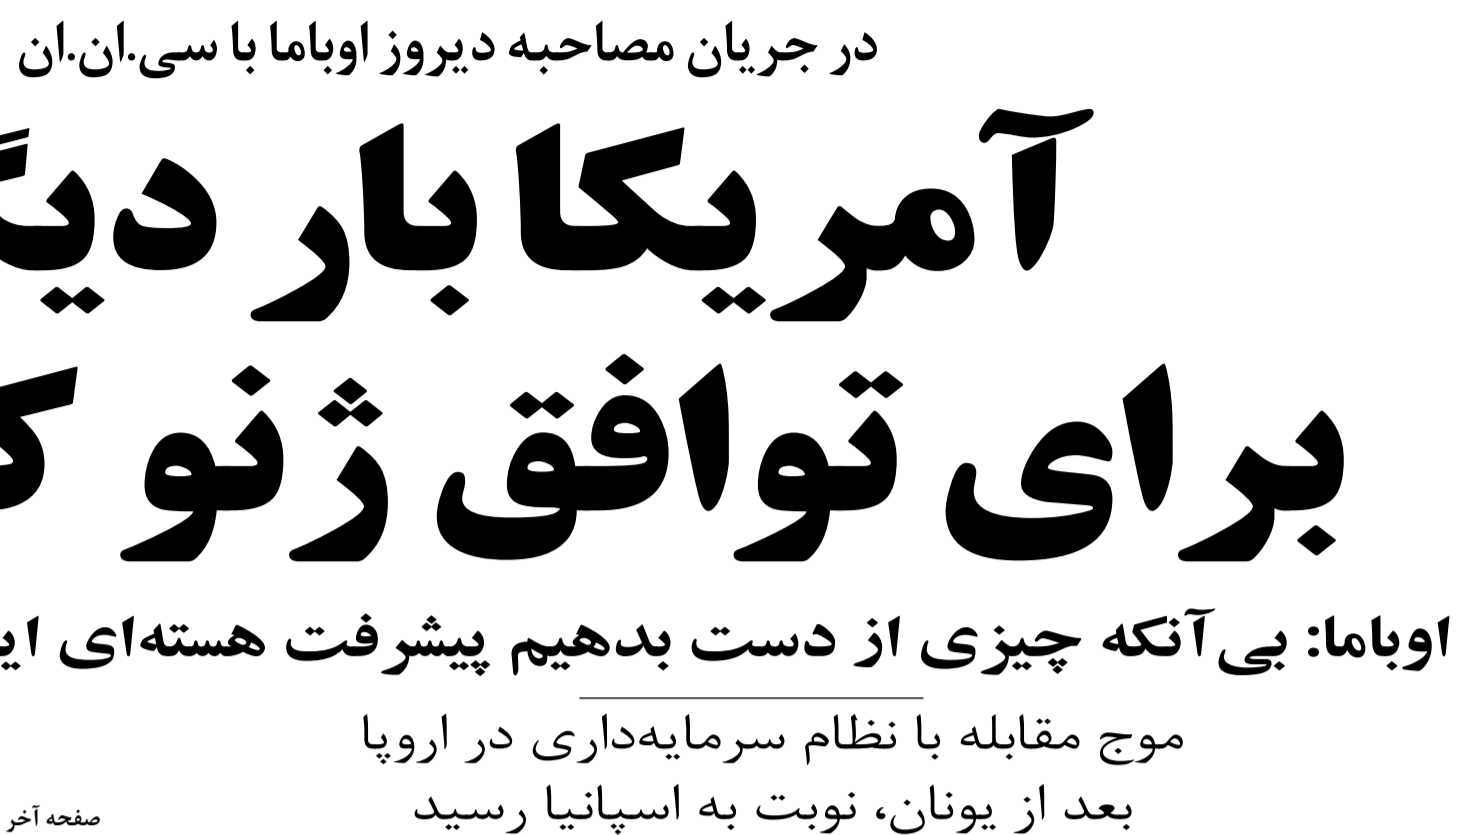 در جریان مصاحبه دیروز اوباما با سی.ان.ان
آمریکا بار
برای توافق ژنو
اوباما: بی‌آنکه چیزی از دست بدهیم پیشرفت هسته‌ای
موج مقابله با نظام سرمایه‌داری در اروپا
بعد از یونان، نوبت به اسپانیا رسید
صفحه آخر